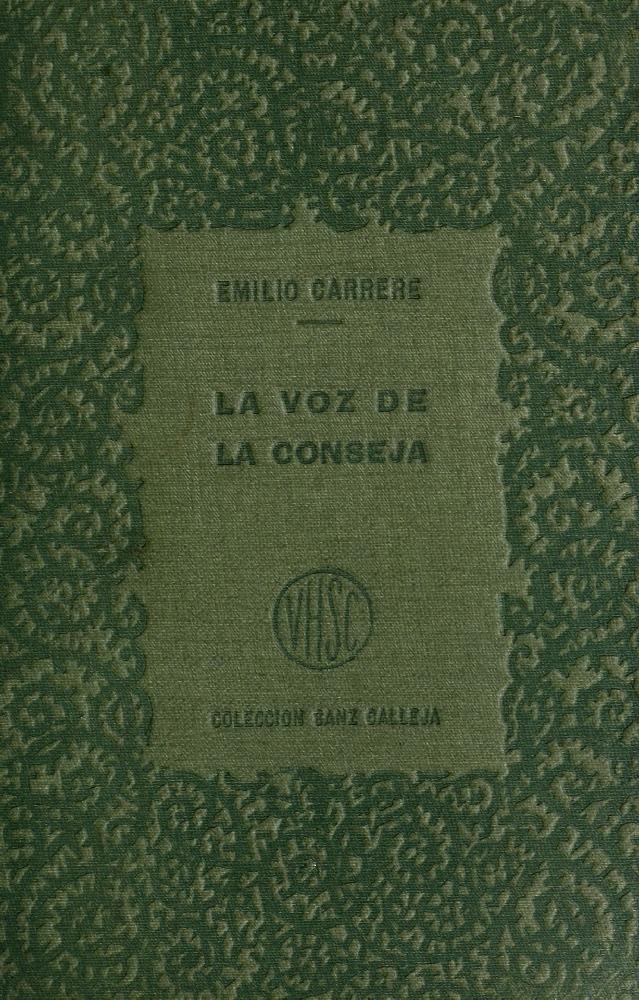 EMILIO CARRERE
LA VOZ DE
LA CONSEJA
VHSC
COLECCION SANZ CALLEJA